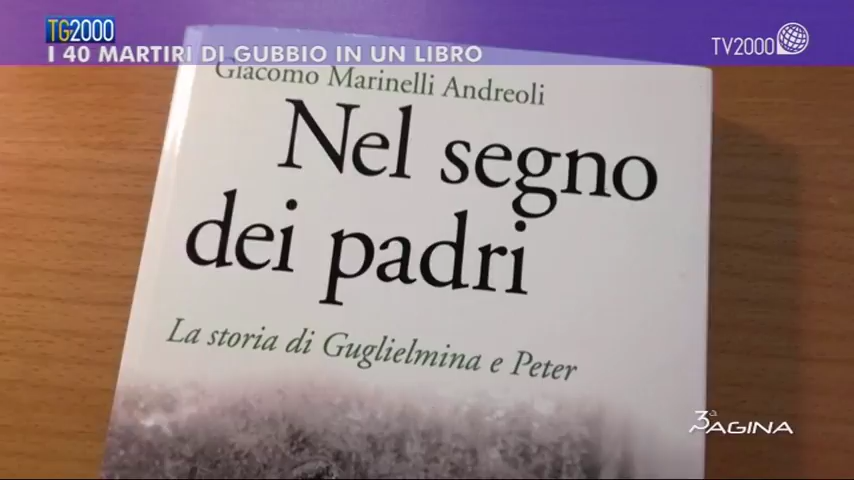 TG2000
I 40 MARTIRI DI GUBBIO IN UN LIBRO
TV2000
Giacomo Marinelli Andreoli
Nel segno
dei padri
La storia di Guglielmina e Peter
3a PAGINA